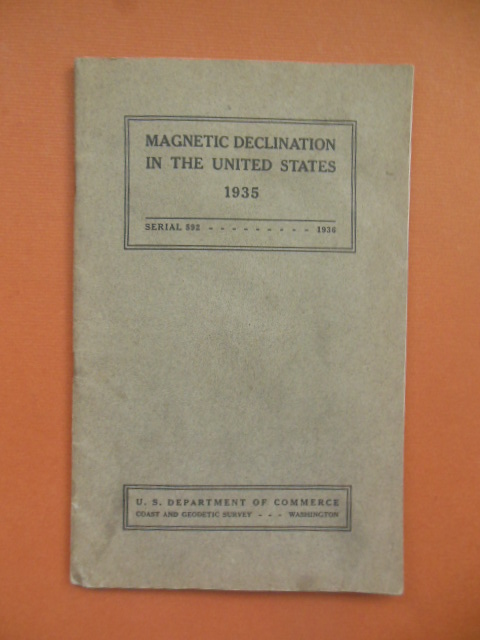 MAGNETIC DECLINATION
IN THE UNITED STATES
1935
SERIAL 592 - - - - - - - - - 1936
U. S. DEPARTMENT OF COMMERCE
COAST AND GEODETIC SURVEY - - - WASHINGTON